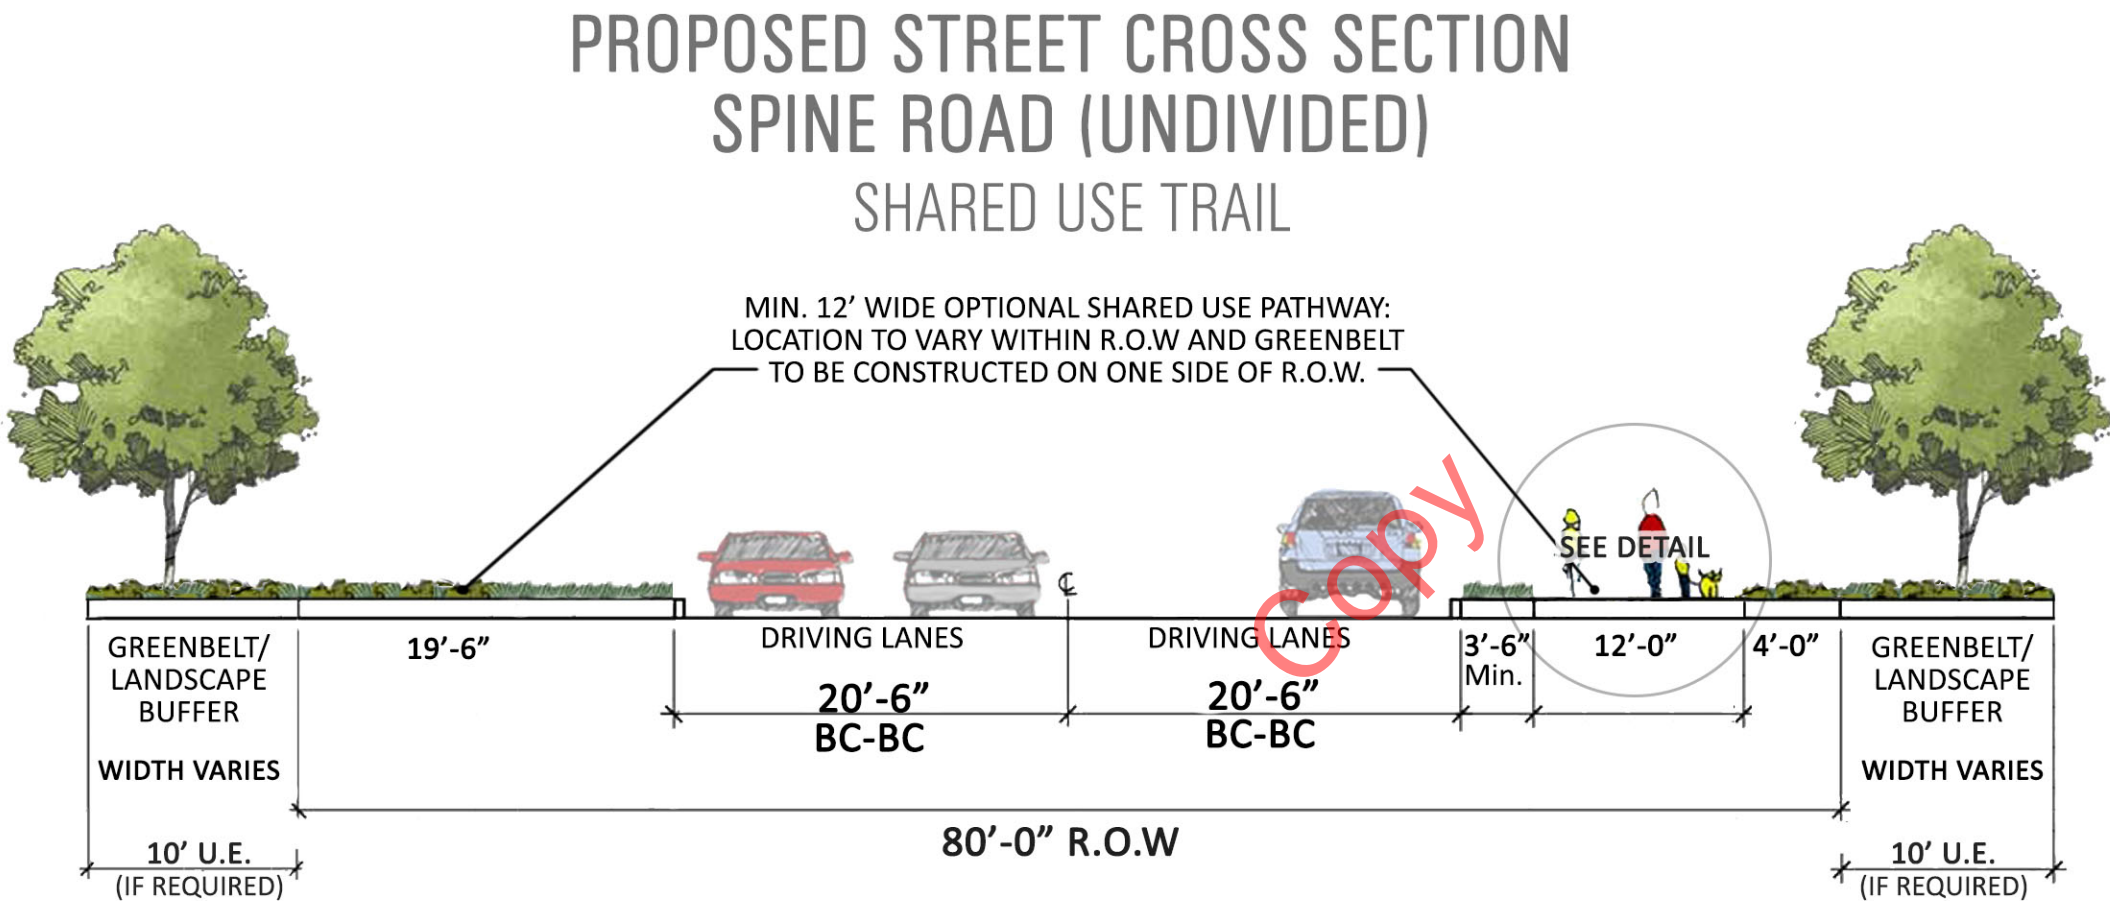 PROPOSED STREET CROSS SECTION
SPINE ROAD (UNDIVIDED)
SHARED USE TRAIL
MIN. 12’ WIDE OPTIONAL SHARED USE PATHWAY:
LOCATION TO VARY WITHIN R.O.W AND GREENBELT
TO BE CONSTRUCTED ON ONE SIDE OF R.O.W.
SEE DETAIL
Copy
℄
GREENBELT/
LANDSCAPE
BUFFER
WIDTH VARIES
10’ U.E.
(IF REQUIRED)
19’-6”
DRIVING LANES
20’-6”
BC-BC
DRIVING LANES
20’-6”
BC-BC
3’-6”
Min.
12’-0”
4’-0”
GREENBELT/
LANDSCAPE
BUFFER
WIDTH VARIES
10’ U.E.
(IF REQUIRED)
80’-0” R.O.W